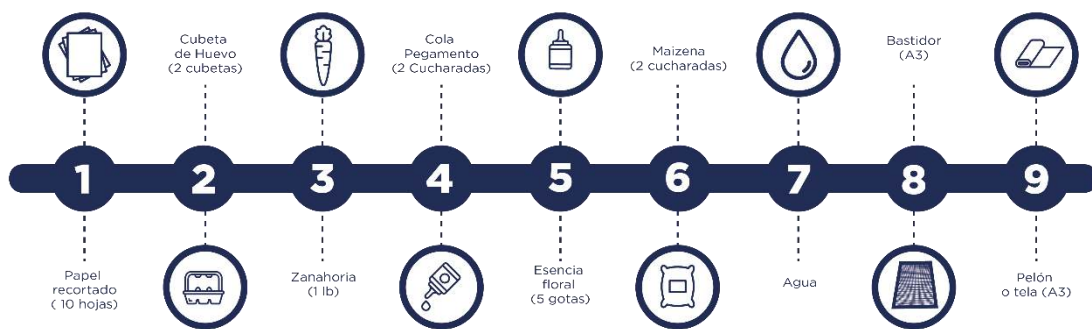 1
Papel
recortado
( 10 hojas)
Cubeta
de Huevo
(2 cubetas)
2
3
Zanahoria
(1 lb)
Cola
Pegamento
(2 Cucharadas)
4
5
Esencia
floral
(5 gotas)
Maizena
(2 cucharadas)
6
7
Agua
Bastidor
(A3)
8
9
Pelón
o tela (A3)